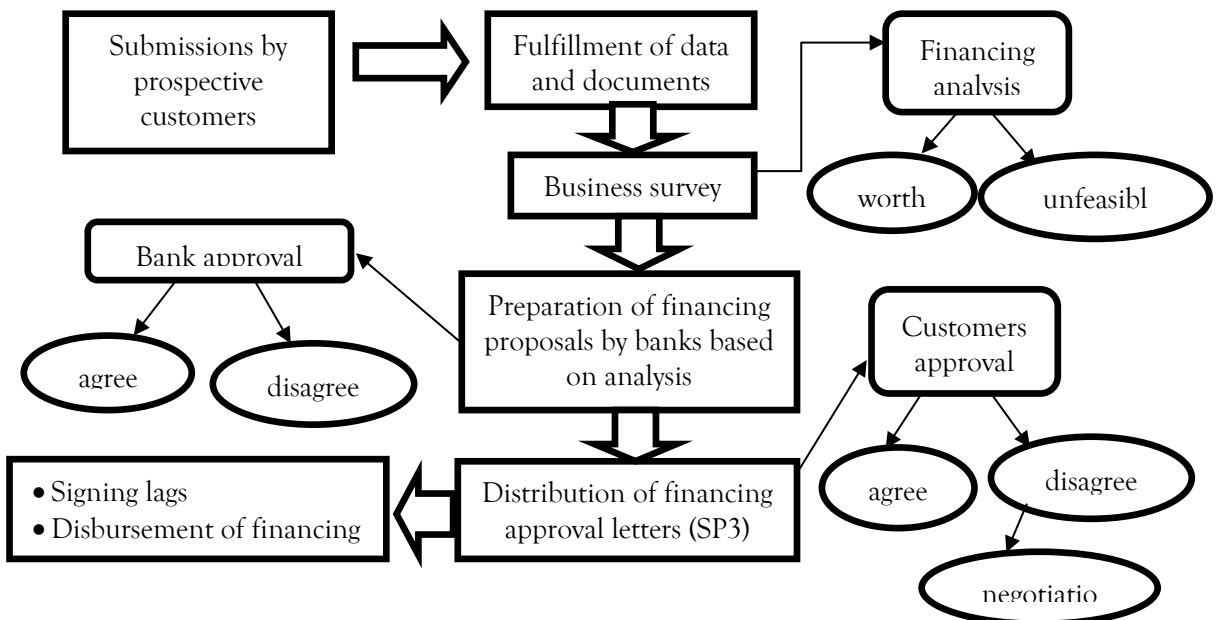 Submissions by
prospective
customers
Fulfillment of data
and documents
Financing
analysis
Business survey
worth
unfeasibl
Bank approval
agree
disagree
Preparation of financing
proposals by banks based
on analysis
Customers
approval
agree
disagree
negotiatio
• Signing lags
• Disbursement of financing
Distribution of financing
approval letters (SP3)